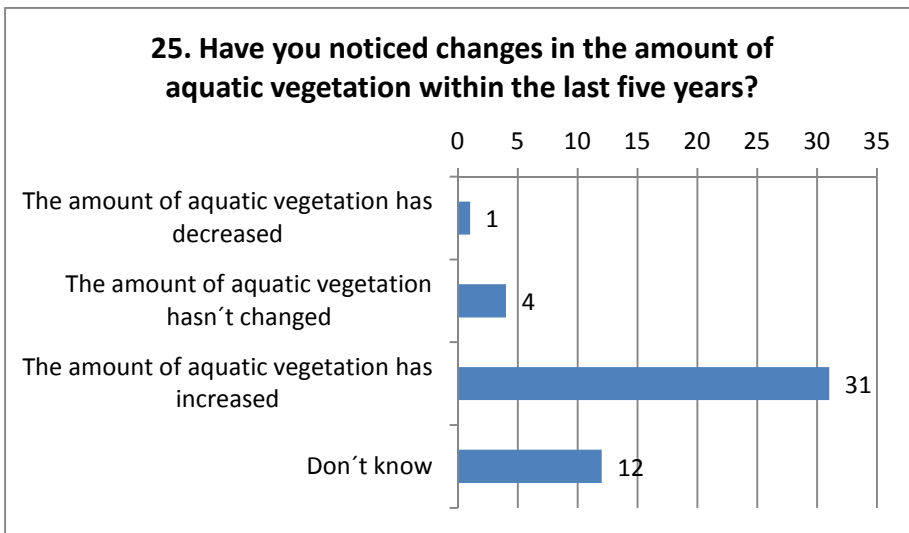 25. Have you noticed changes in the amount of
aquatic vegetation within the last five years?
0 5 10 15 20 25 30 35
The amount of aquatic vegetation has
decreased
1
The amount of aquatic vegetation
hasn´t changed
4
The amount of aquatic vegetation has
increased
31
Don´t know
12